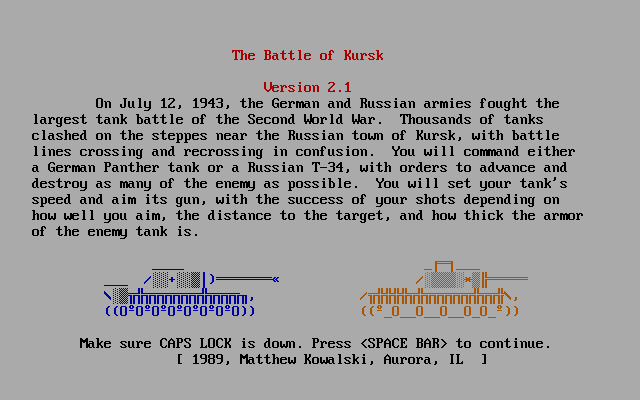 The Battle of Kursk
Version 2.1
On July 12, 1943, the German and Russian armies fought the
largest tank battle of the Second World War.  Thousands of tanks
clashed on the steppes near the Russian town of Kursk, with battle
lines crossing and recrossing in confusion.  You will command either
a German Panther tank or a Russian T-34, with orders to advance and
destroy as many of the enemy as possible.  You will set your tank's
speed and aim its gun, with the success of your shots depending on
how well you aim, the distance to the target, and how thick the armor
of the enemy tank is.
Make sure CAPS LOCK is down. Press <SPACE BAR> to continue.
[ 1989, Matthew Kowalski, Aurora, IL  ]